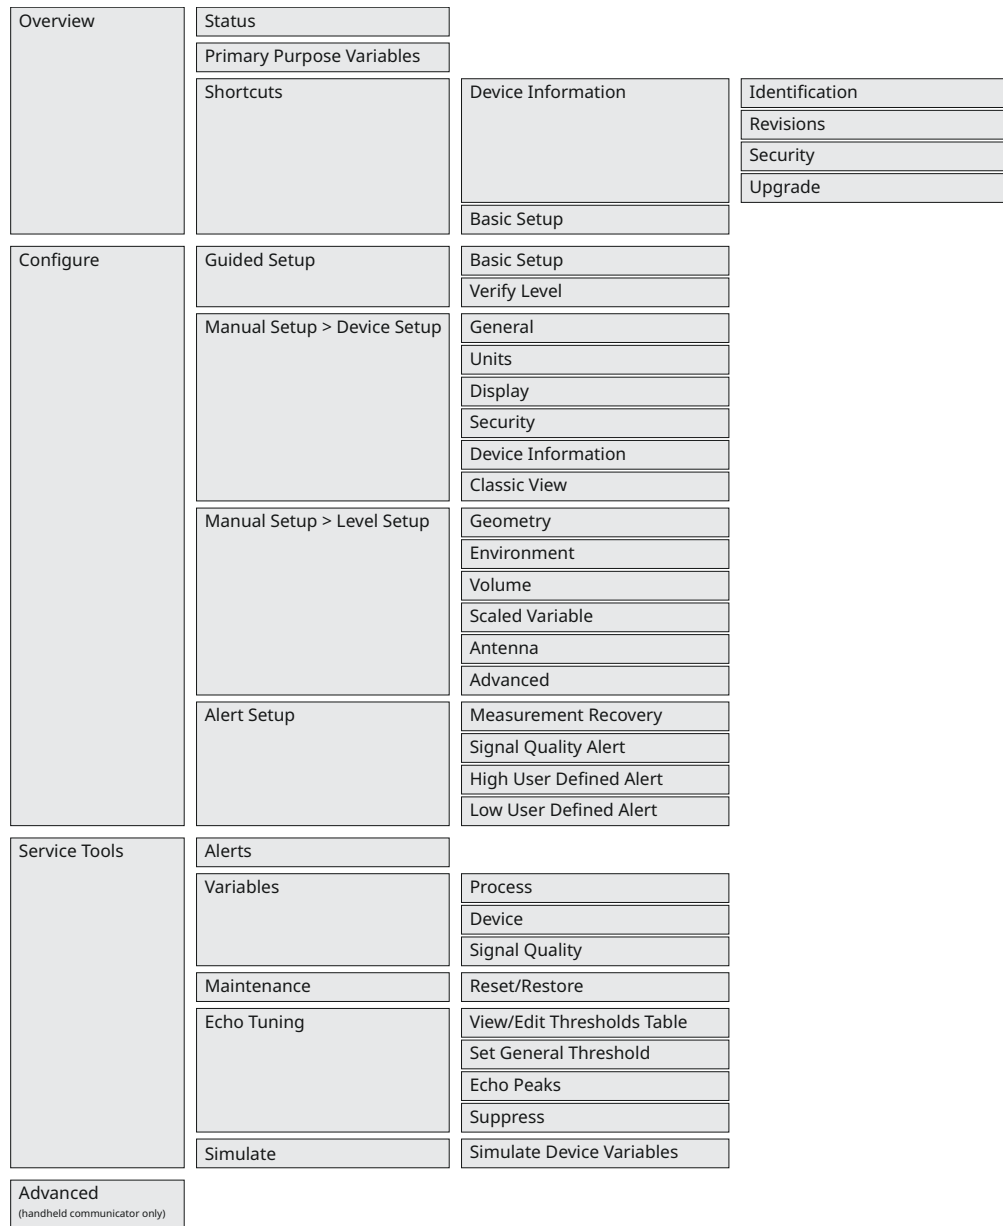 Overview
Status
Primary Purpose Variables
Shortcuts
Device Information
Identification
Revisions
Security
Upgrade
Basic Setup
Configure
Guided Setup
Basic Setup
Verify Level
Manual Setup > Device Setup
General
Units
Display
Security
Device Information
Classic View
Manual Setup > Level Setup
Geometry
Environment
Volume
Scaled Variable
Antenna
Advanced
Alert Setup
Measurement Recovery
Signal Quality Alert
High User Defined Alert
Low User Defined Alert
Service Tools
Alerts
Variables
Process
Device
Signal Quality
Maintenance
Reset/Restore
Echo Tuning
View/Edit Thresholds Table
Set General Threshold
Echo Peaks
Suppress
Simulate
Simulate Device Variables
Advanced
(handheld communicator only)